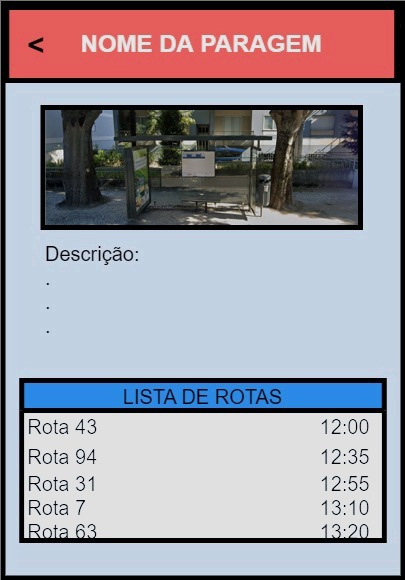 < NOME DA PARAGEM
Descrição:
.
.
.
LISTA DE ROTAS
Rota 43 12:00
Rota 94 12:35
Rota 31 12:55
Rota 7 13:10
Rota 63 13:20